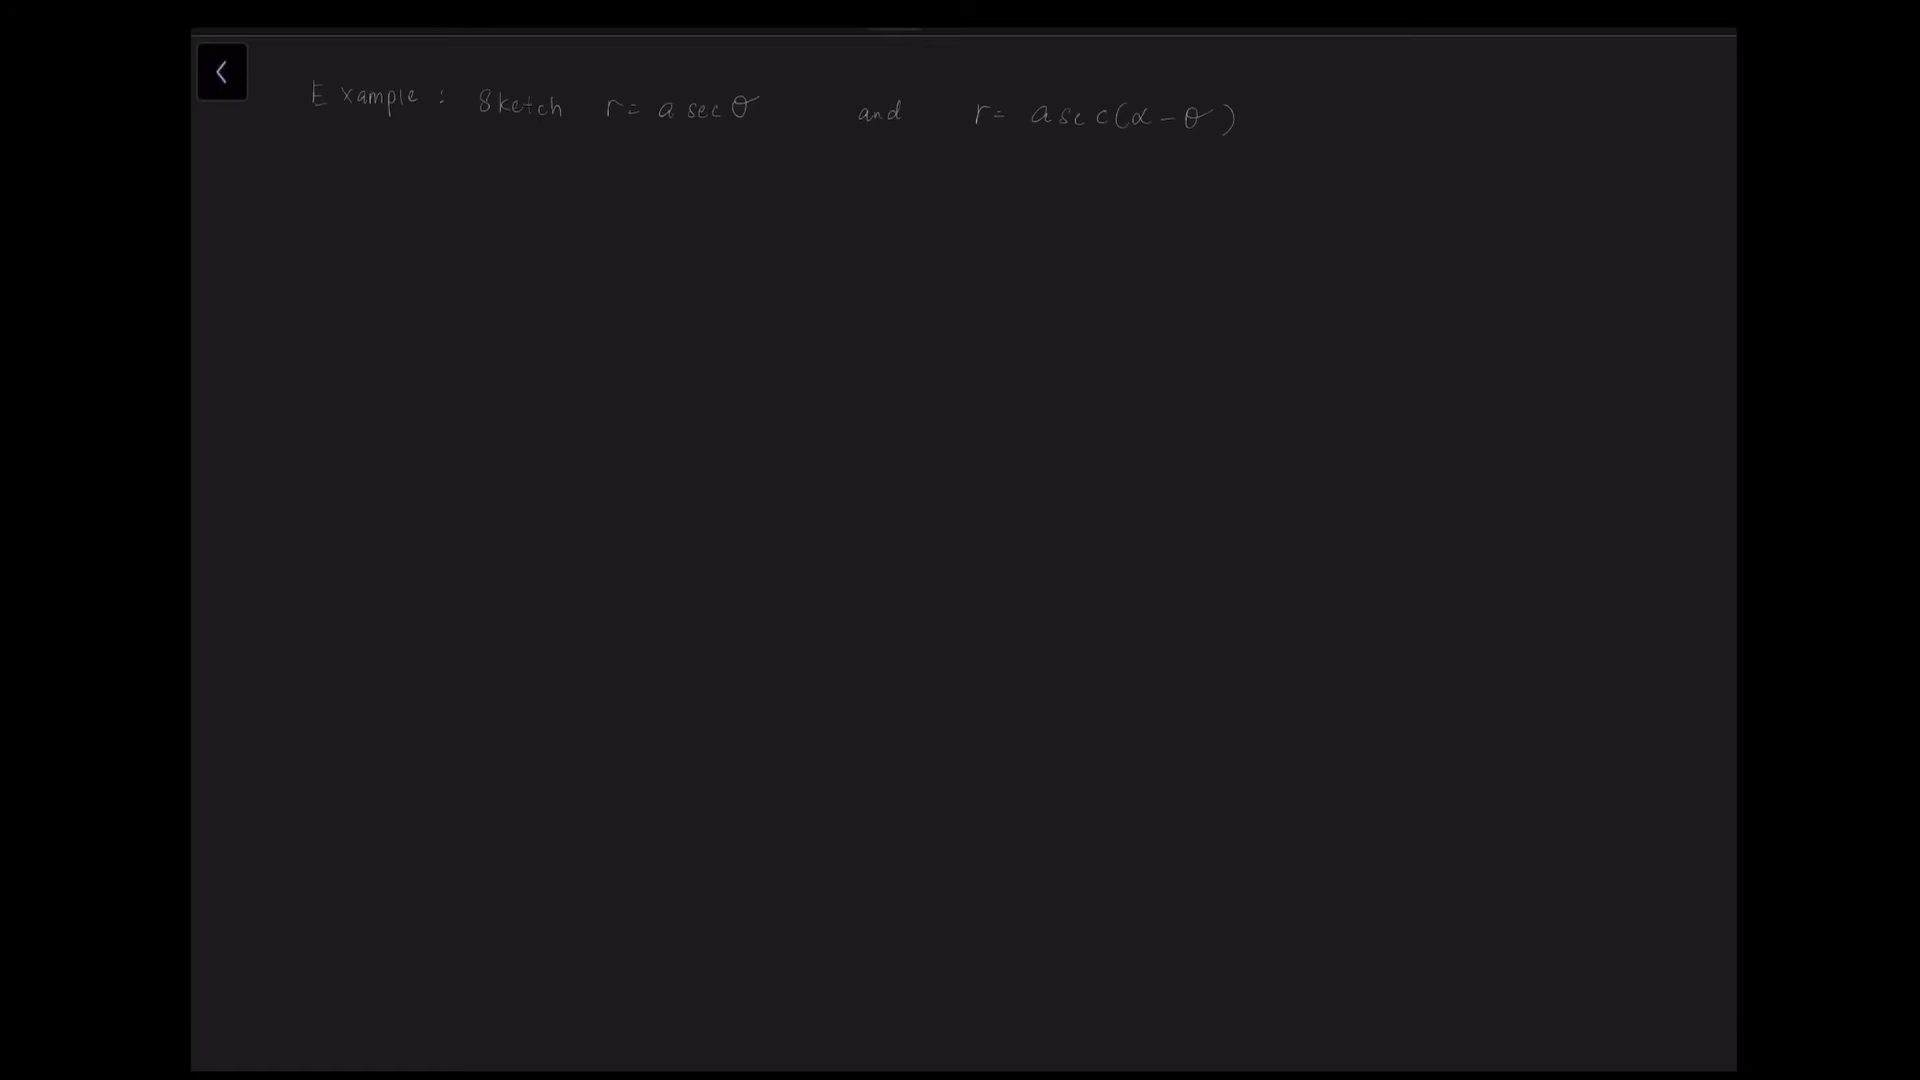 Example : Sketch r = a sec θ and r = a sec(α - θ)